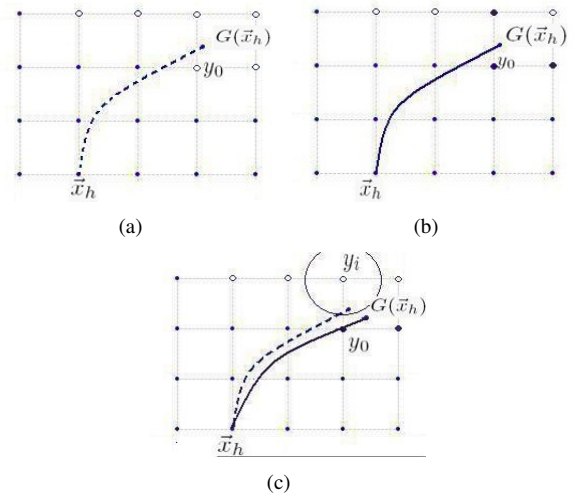 G(x⃗ₕ)
y₀
x⃗ₕ
(a)
G(x⃗ₕ)
y₀
x⃗ₕ
(b)
yᵢ
G(x⃗ₕ)
y₀
x⃗ₕ
(c)